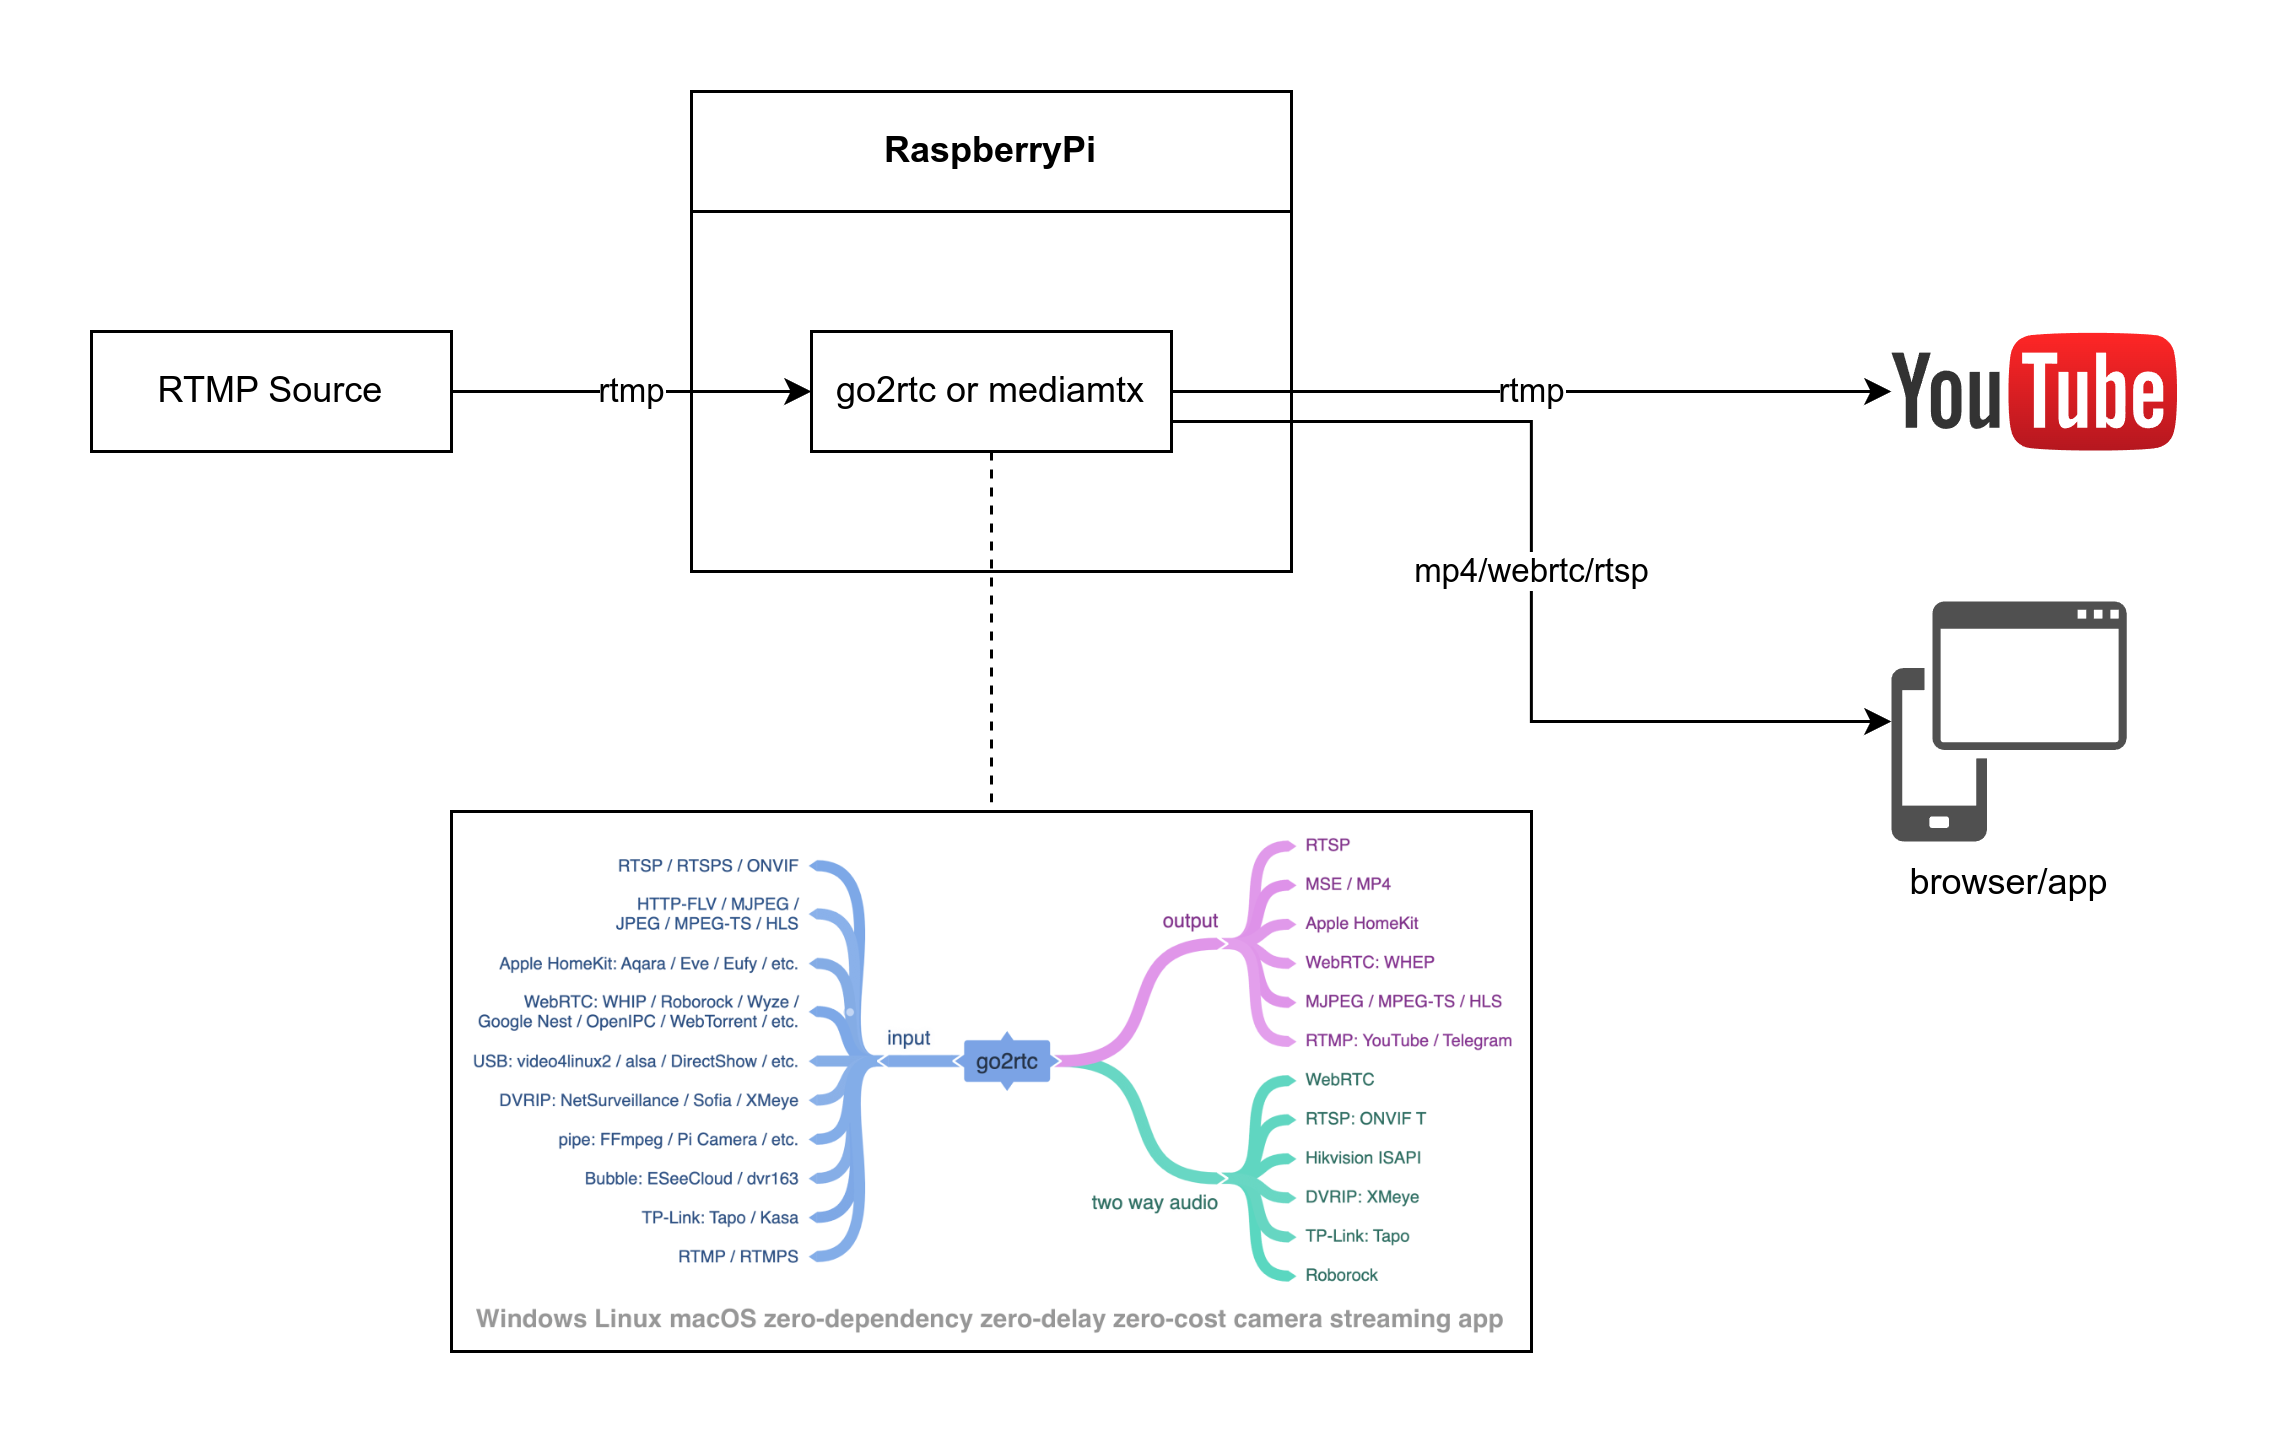 RaspberryPi
RTMP Source
rtmp
go2rtc or mediamtx
rtmp
YouTube
mp4/webrtc/rtsp
browser/app
RTSP / RTSPS / ONVIF
HTTP-FLV / MJPEG /
JPEG / MPEG-TS / HLS
Apple HomeKit: Aqara / Eve / Eufy / etc.
WebRTC: WHIP / Roborock / Wyze /
Google Nest / OpenIPC / WebTorrent / etc.
USB: video4linux2 / alsa / DirectShow / etc.
DVRIP: NetSurveillance / Sofia / XMeye
pipe: FFmpeg / Pi Camera / etc.
Bubble: ESeeCloud / dvr163
TP-Link: Tapo / Kasa
RTMP / RTMPS
input
go2rtc
output
RTSP
MSE / MP4
Apple HomeKit
WebRTC: WHEP
MJPEG / MPEG-TS / HLS
RTMP: YouTube / Telegram
two way audio
WebRTC
RTSP: ONVIF T
Hikvision ISAPI
DVRIP: XMeye
TP-Link: Tapo
Roborock
Windows Linux macOS zero-dependency zero-delay zero-cost camera streaming app